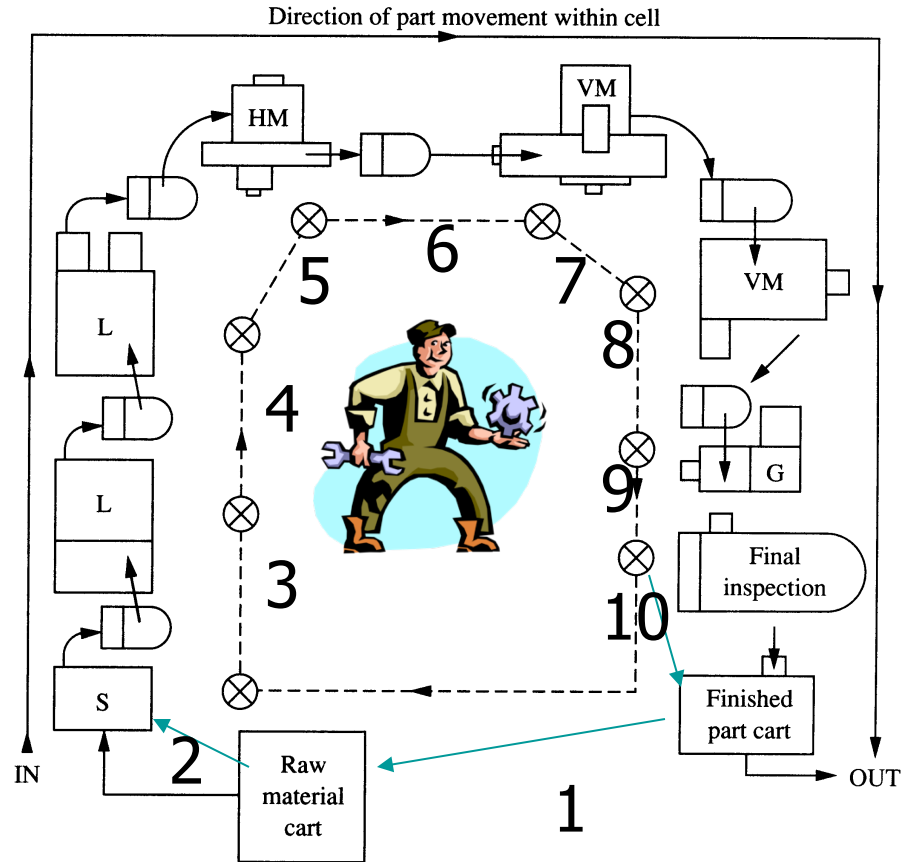 Direction of part movement within cell
VM
HM
6
5
7
VM
L
8
4
L
9
G
3
Final
inspection
10
S
Finished
part cart
2
IN
Raw
material
cart
1
OUT